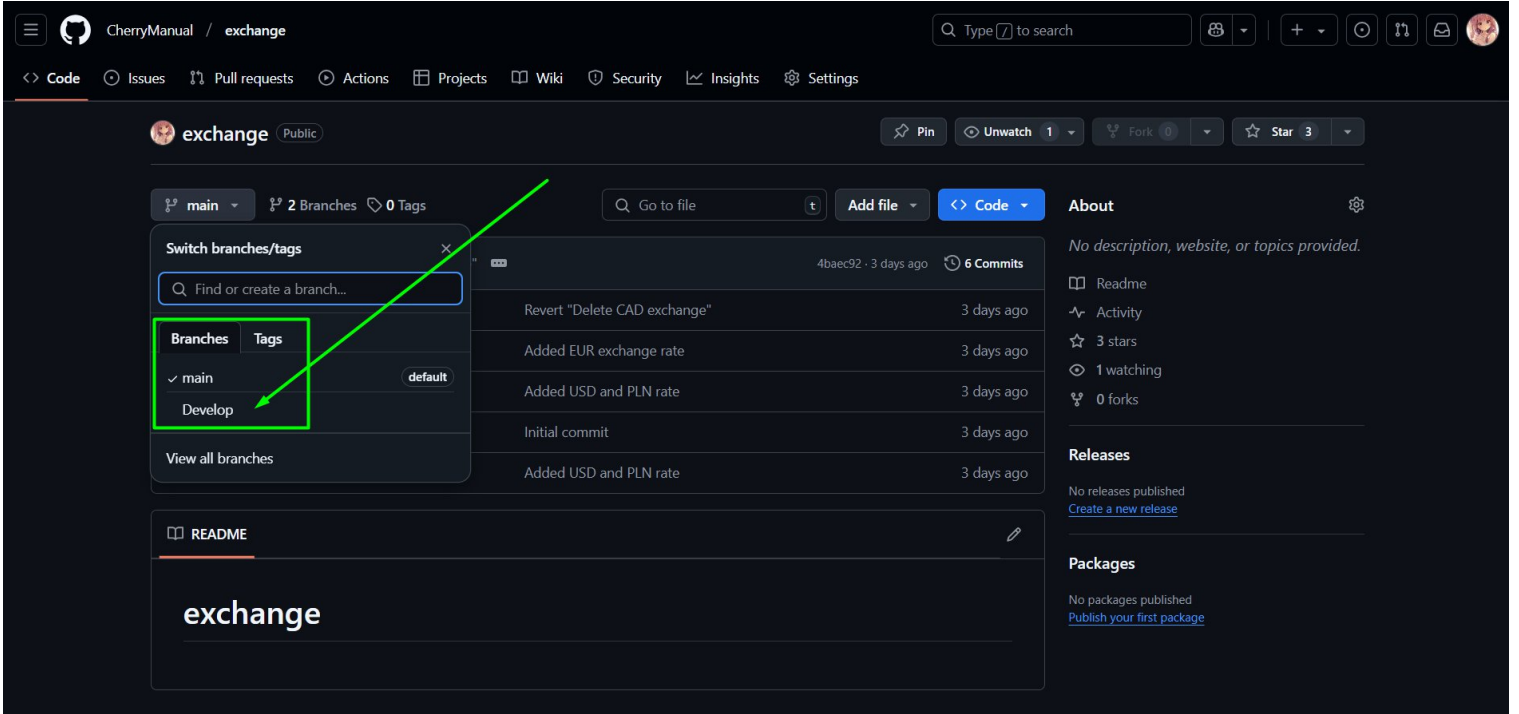 CherryManual / exchange
Type / to search
Code Issues Pull requests Actions Projects Wiki Security Insights Settings
exchange Public
Pin Unwatch 1 Fork 0 Star 3
main 2 Branches 0 Tags
Go to file t Add file Code
Switch branches/tags
Find or create a branch...
Branches Tags
main default
Develop
View all branches
" 4baec92 · 3 days ago 6 Commits
Revert "Delete CAD exchange" 3 days ago
Added EUR exchange rate 3 days ago
Added USD and PLN rate 3 days ago
Initial commit 3 days ago
Added USD and PLN rate 3 days ago
README
exchange
About
No description, website, or topics provided.
Readme
Activity
3 stars
1 watching
0 forks
Releases
No releases published
Create a new release
Packages
No packages published
Publish your first package